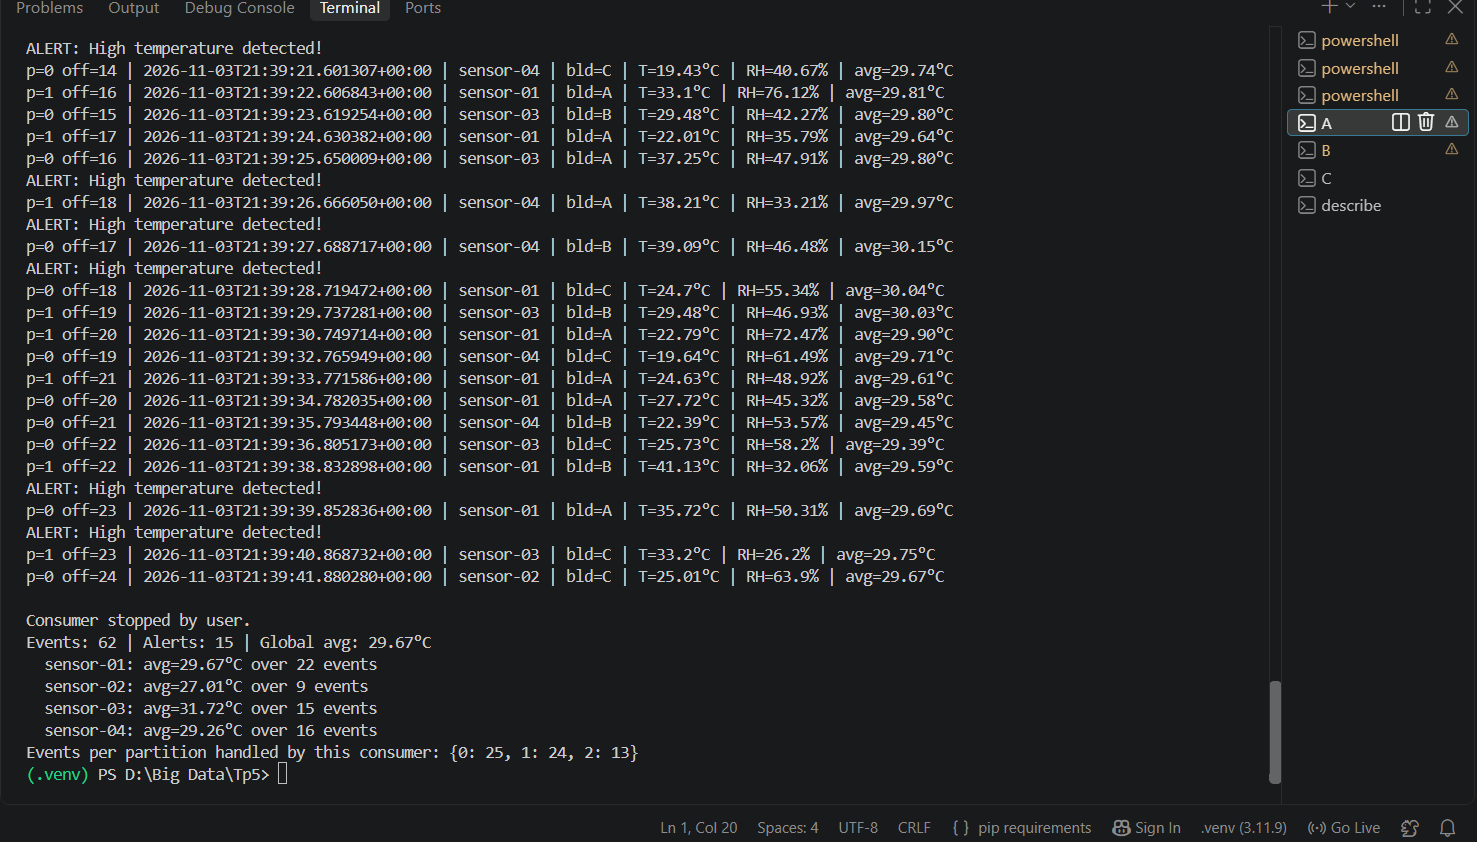 Problems Output Debug Console Terminal Ports
ALERT: High temperature detected!
p=0 off=14 | 2026-11-03T21:39:21.601307+00:00 | sensor-04 | bld=C | T=19.43°C | RH=40.67% | avg=29.74°C
p=1 off=16 | 2026-11-03T21:39:22.606843+00:00 | sensor-01 | bld=A | T=33.1°C | RH=76.12% | avg=29.81°C
p=0 off=15 | 2026-11-03T21:39:23.619254+00:00 | sensor-03 | bld=B | T=29.48°C | RH=42.27% | avg=29.80°C
p=1 off=17 | 2026-11-03T21:39:24.630382+00:00 | sensor-01 | bld=A | T=22.01°C | RH=35.79% | avg=29.64°C
p=0 off=16 | 2026-11-03T21:39:25.650009+00:00 | sensor-03 | bld=A | T=37.25°C | RH=47.91% | avg=29.80°C
ALERT: High temperature detected!
p=1 off=18 | 2026-11-03T21:39:26.666050+00:00 | sensor-04 | bld=A | T=38.21°C | RH=33.21% | avg=29.97°C
ALERT: High temperature detected!
p=0 off=17 | 2026-11-03T21:39:27.688717+00:00 | sensor-04 | bld=B | T=39.09°C | RH=46.48% | avg=30.15°C
ALERT: High temperature detected!
p=0 off=18 | 2026-11-03T21:39:28.719472+00:00 | sensor-01 | bld=C | T=24.7°C | RH=55.34% | avg=30.04°C
p=1 off=19 | 2026-11-03T21:39:29.737281+00:00 | sensor-03 | bld=B | T=29.48°C | RH=46.93% | avg=30.03°C
p=1 off=20 | 2026-11-03T21:39:30.749714+00:00 | sensor-01 | bld=A | T=22.79°C | RH=72.47% | avg=29.90°C
p=0 off=19 | 2026-11-03T21:39:32.765949+00:00 | sensor-04 | bld=C | T=19.64°C | RH=61.49% | avg=29.71°C
p=1 off=21 | 2026-11-03T21:39:33.771586+00:00 | sensor-01 | bld=A | T=24.63°C | RH=48.92% | avg=29.61°C
p=0 off=20 | 2026-11-03T21:39:34.782035+00:00 | sensor-01 | bld=A | T=27.72°C | RH=45.32% | avg=29.58°C
p=0 off=21 | 2026-11-03T21:39:35.793448+00:00 | sensor-04 | bld=B | T=22.39°C | RH=53.57% | avg=29.45°C
p=0 off=22 | 2026-11-03T21:39:36.805173+00:00 | sensor-03 | bld=C | T=25.73°C | RH=58.2% | avg=29.39°C
p=1 off=22 | 2026-11-03T21:39:38.832898+00:00 | sensor-01 | bld=B | T=41.13°C | RH=32.06% | avg=29.59°C
ALERT: High temperature detected!
p=0 off=23 | 2026-11-03T21:39:39.852836+00:00 | sensor-01 | bld=A | T=35.72°C | RH=50.31% | avg=29.69°C
ALERT: High temperature detected!
p=1 off=23 | 2026-11-03T21:39:40.868732+00:00 | sensor-03 | bld=C | T=33.2°C | RH=26.2% | avg=29.75°C
p=0 off=24 | 2026-11-03T21:39:41.880280+00:00 | sensor-02 | bld=C | T=25.01°C | RH=63.9% | avg=29.67°C
Consumer stopped by user.
Events: 62 | Alerts: 15 | Global avg: 29.67°C
sensor-01: avg=29.67°C over 22 events
sensor-02: avg=27.01°C over 9 events
sensor-03: avg=31.72°C over 15 events
sensor-04: avg=29.26°C over 16 events
Events per partition handled by this consumer: {0: 25, 1: 24, 2: 13}
(.venv) PS D:\Big Data\Tp5>
powershell
powershell
powershell
A
B
C
describe
Ln 1, Col 20 Spaces: 4 UTF-8 CRLF { } pip requirements Sign In .venv (3.11.9) Go Live